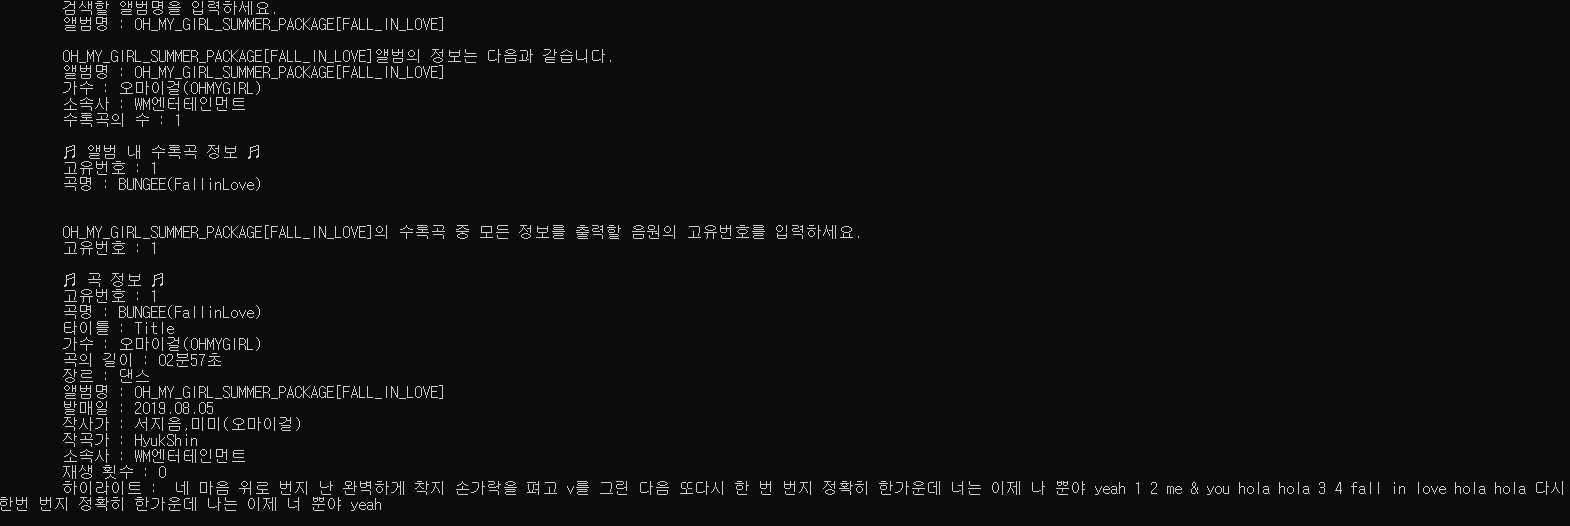 검색할 앨범명을 입력하세요.
앨범명 : OH_MY_GIRL_SUMMER_PACKAGE[FALL_IN_LOVE]
OH_MY_GIRL_SUMMER_PACKAGE[FALL_IN_LOVE]앨범의 정보는 다음과 같습니다.
앨범명 : OH_MY_GIRL_SUMMER_PACKAGE[FALL_IN_LOVE]
가수 : 오마이걸(OHMYGIRL)
소속사 : WM엔터테인먼트
수록곡의 수 : 1
♬ 앨범 내 수록곡 정보 ♬
고유번호 : 1
곡명 : BUNGEE(FallinLove)
OH_MY_GIRL_SUMMER_PACKAGE[FALL_IN_LOVE]의 수록곡 중 모든 정보를 출력할 음원의 고유번호를 입력하세요.
고유번호 : 1
♬ 곡 정보 ♬
고유번호 : 1
곡명 : BUNGEE(FallinLove)
타이틀 : Title
가수 : 오마이걸(OHMYGIRL)
곡의 길이 : 02분57초
장르 : 댄스
앨범명 : OH_MY_GIRL_SUMMER_PACKAGE[FALL_IN_LOVE]
발매일 : 2019.08.05
작사가 : 서지음,미미(오마이걸)
작곡가 : HyukShin
소속사 : WM엔터테인먼트
재생 횟수 : 0
하이라이트 :  네 마음 위로 번지 난 완벽하게 착지 손가락을 펴고 v를 그린 다음 또다시 한 번 번지 정확히 한가운데 너는 이제 나 뿐야 yeah 1 2 me & you hola hola 3 4 fall in love hola hola 다시
한번 번지 정확히 한가운데 나는 이제 너 뿐야 yeah